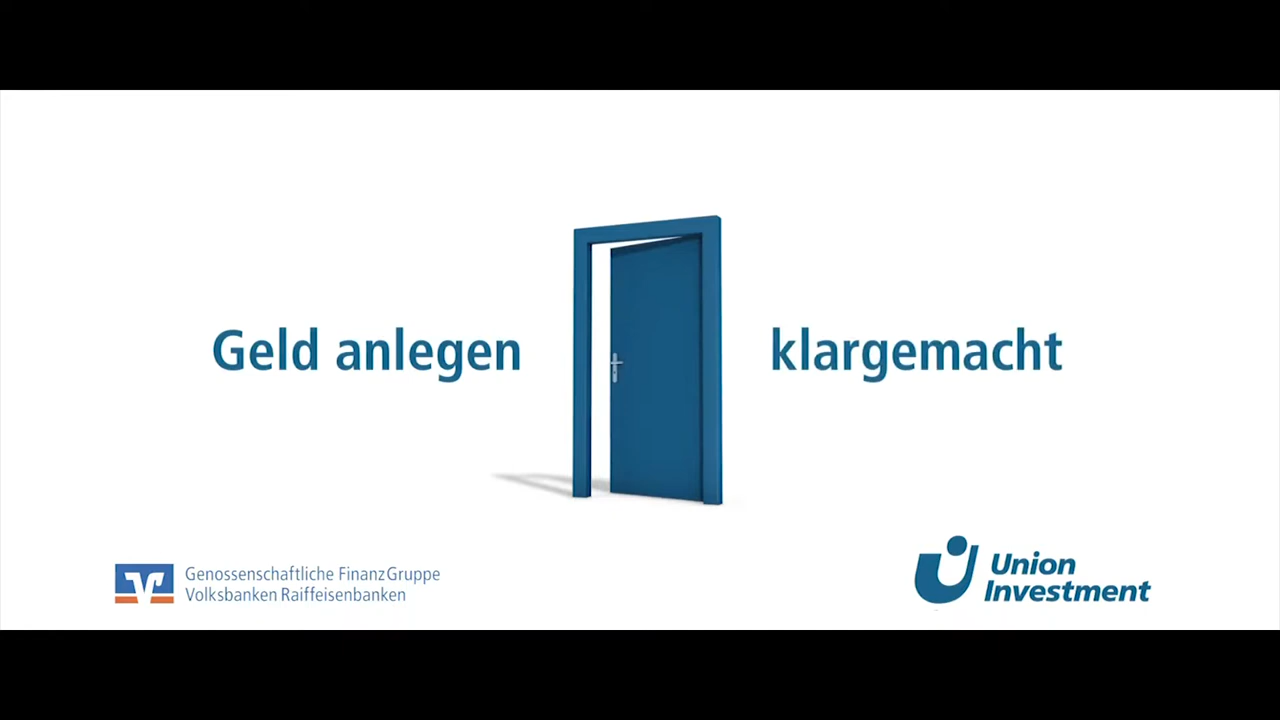 Geld anlegen klargemacht
Genossenschaftliche FinanzGruppe
Volksbanken Raiffeisenbanken
Union
Investment